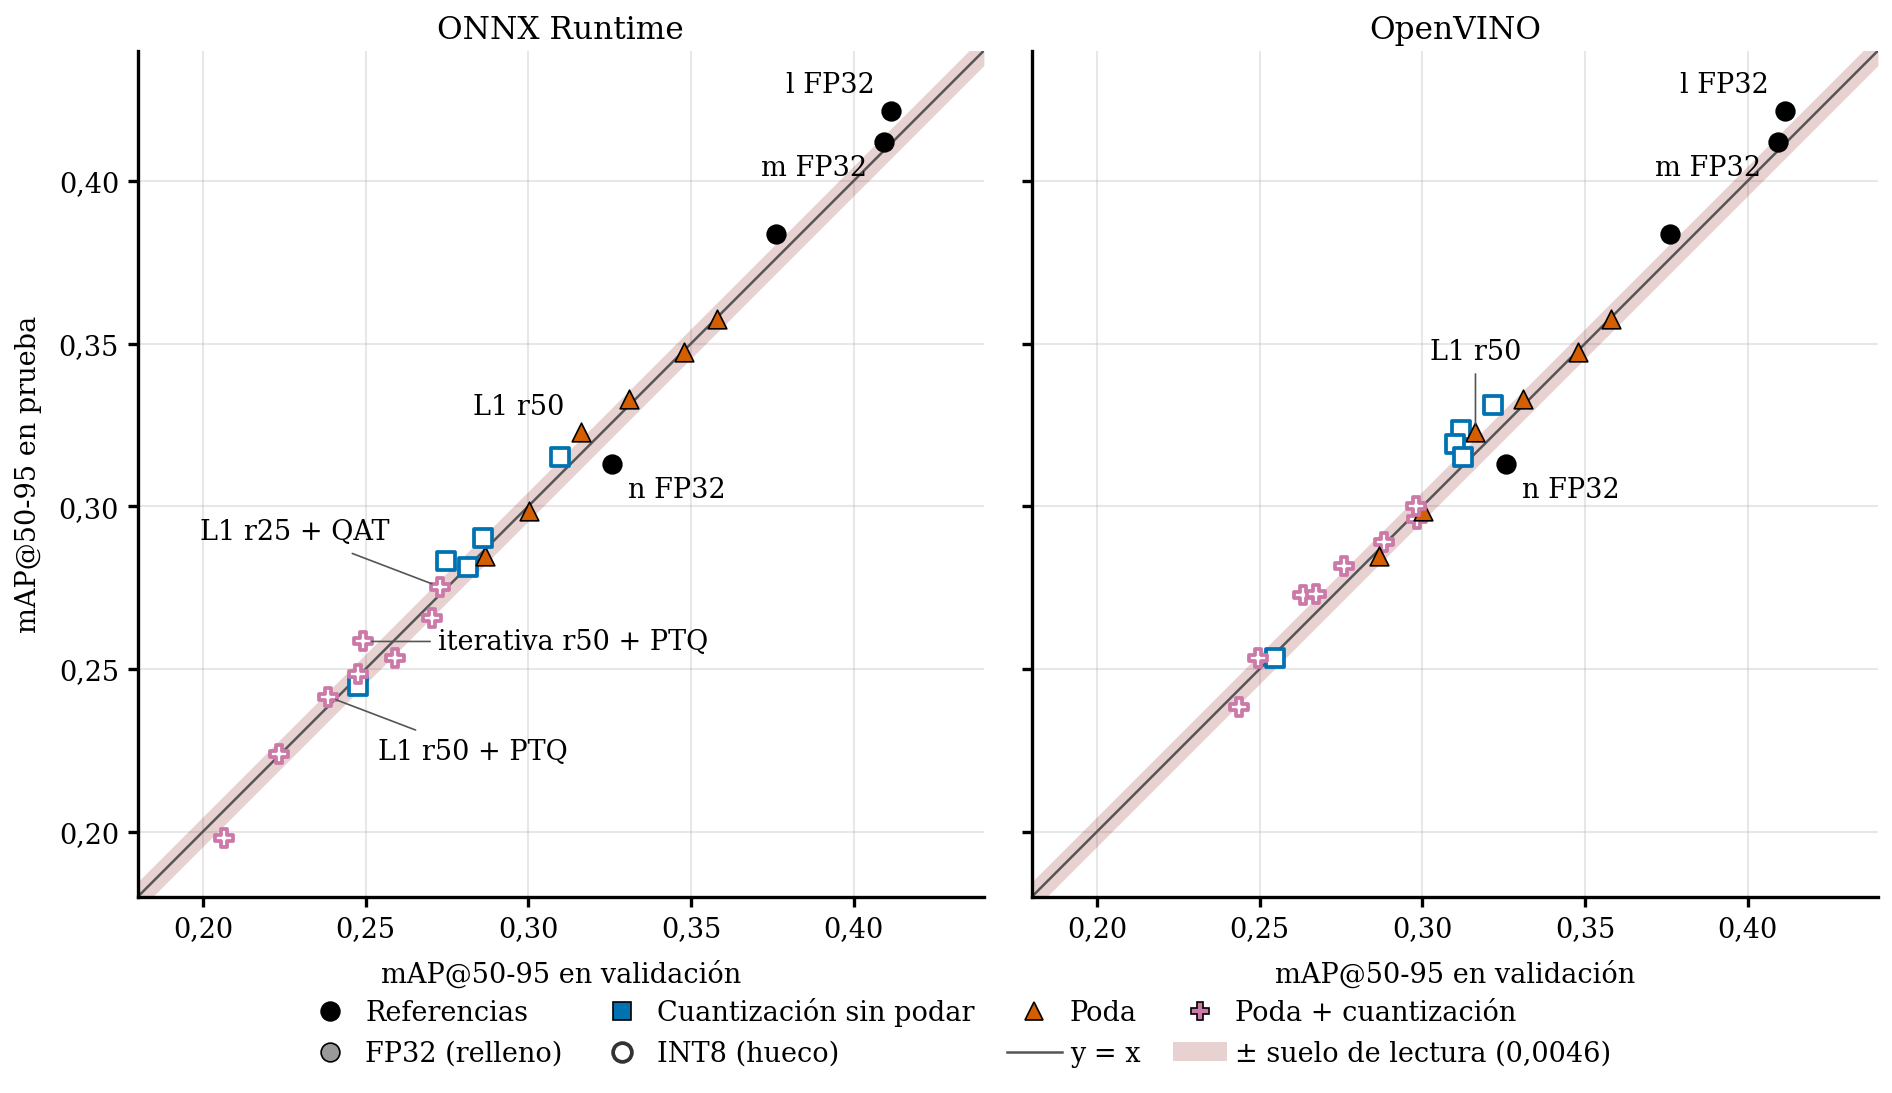 ONNX Runtime
OpenVINO
mAP@50-95 en prueba
0,40
0,35
0,30
0,25
0,20
l FP32
m FP32
L1 r50
n FP32
L1 r25 + QAT
iterativa r50 + PTQ
L1 r50 + PTQ
l FP32
m FP32
L1 r50
n FP32
0,20 0,25 0,30 0,35 0,40
0,20 0,25 0,30 0,35 0,40
mAP@50-95 en validación
mAP@50-95 en validación
Referencias Cuantización sin podar Poda Poda + cuantización
FP32 (relleno) INT8 (hueco) y = x ± suelo de lectura (0,0046)